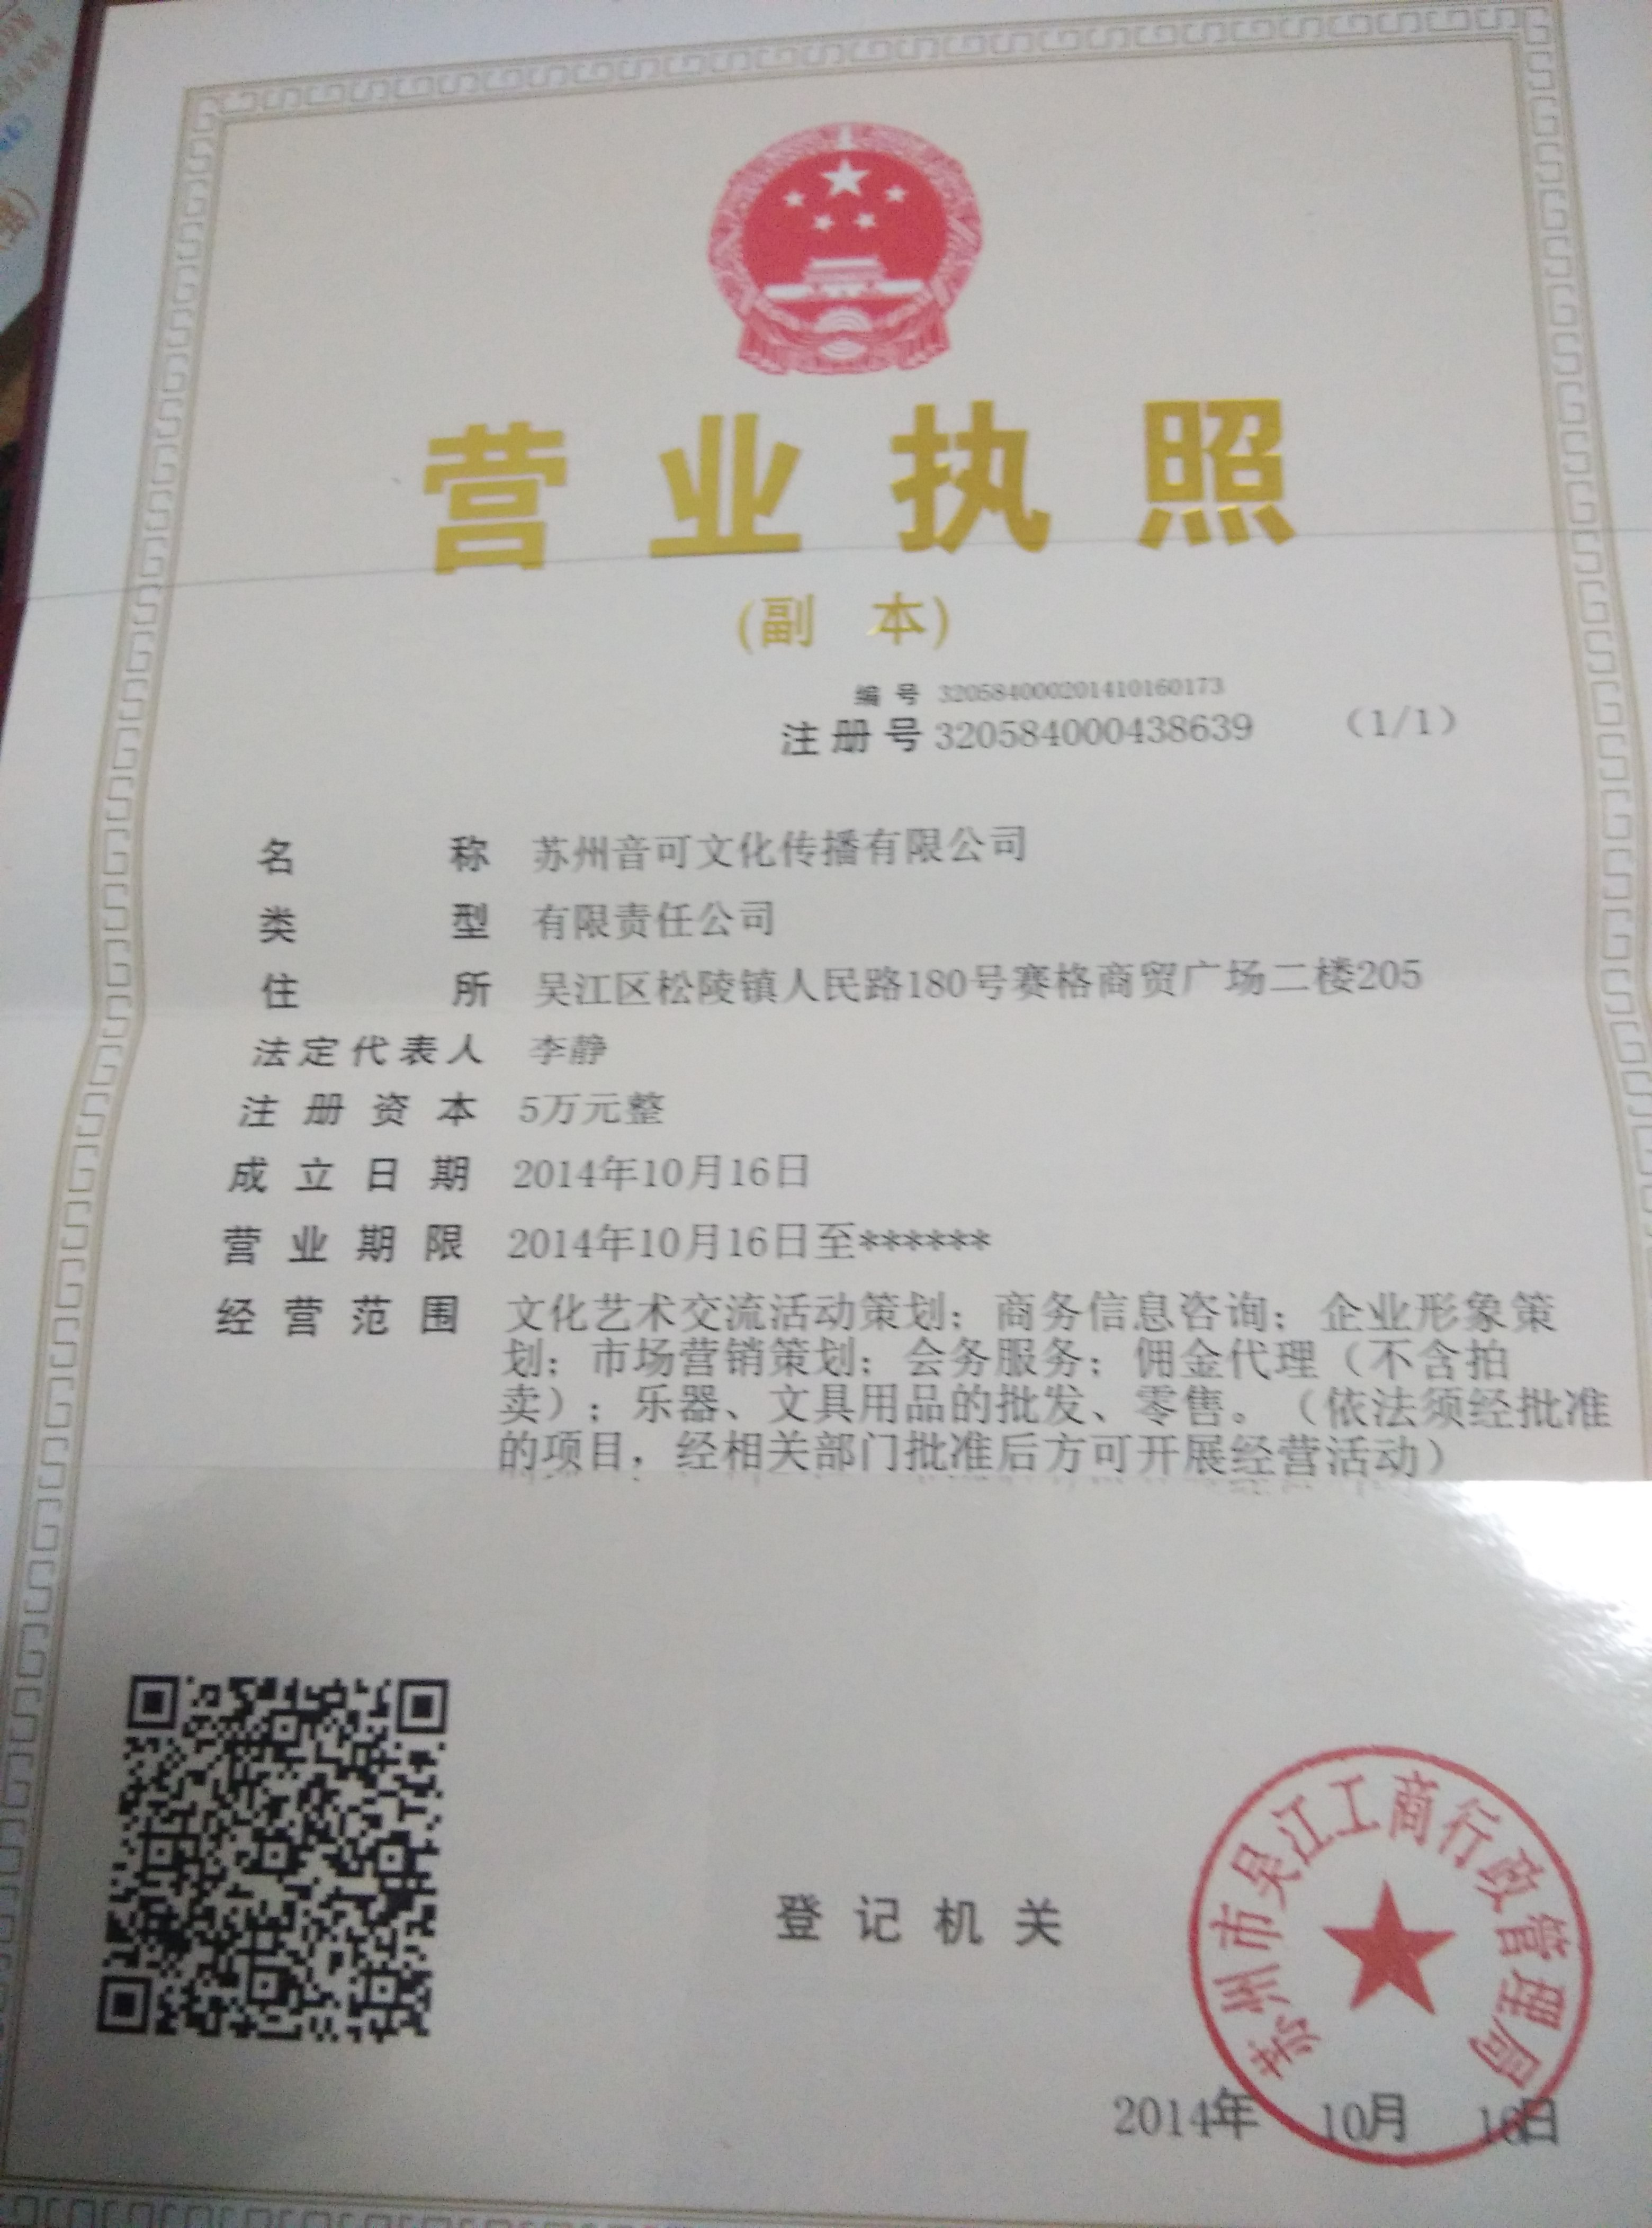 营业执照
(副 本)
编 号 320584000201410160173
注册号 320584000438639 (1/1)
名 称 苏州音可文化传播有限公司
类 型 有限责任公司
住 所 吴江区松陵镇人民路180号赛格商贸广场二楼205
法定代表人 李静
注册资本 5万元整
成立日期 2014年10月16日
营业期限 2014年10月16日至******
经营范围 文化艺术交流活动策划；商务信息咨询；企业形象策
划；市场营销策划；会务服务；佣金代理（不含拍
卖）；乐器、文具用品的批发、零售。（依法须经批准
的项目，经相关部门批准后方可开展经营活动）
登记机关
苏州市吴江工商行政管理局
2014年 10月 16日